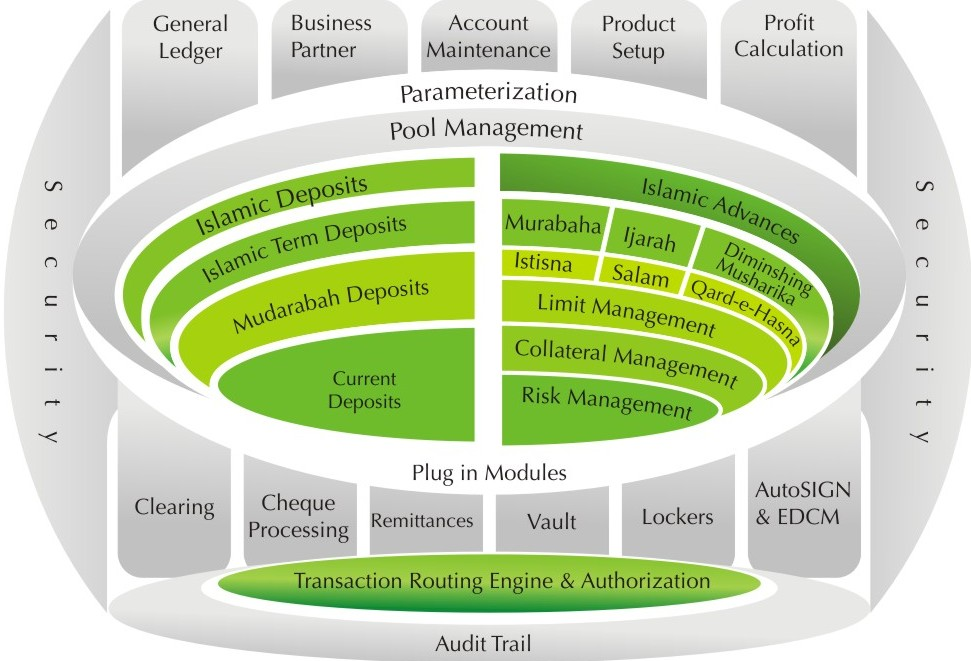 General
Ledger
Business
Partner
Account
Maintenance
Product
Setup
Profit
Calculation
Parameterization
Pool Management
Security
Security
Islamic Deposits
Islamic Term Deposits
Mudarabah Deposits
Current
Deposits
Islamic Advances
Murabaha
Ijarah
Diminshing
Musharika
Istisna
Salam
Qard-e-Hasna
Limit Management
Collateral Management
Risk Management
Plug in Modules
Clearing
Cheque
Processing
Remittances
Vault
Lockers
AutoSIGN
& EDCM
Transaction Routing Engine & Authorization
Audit Trail